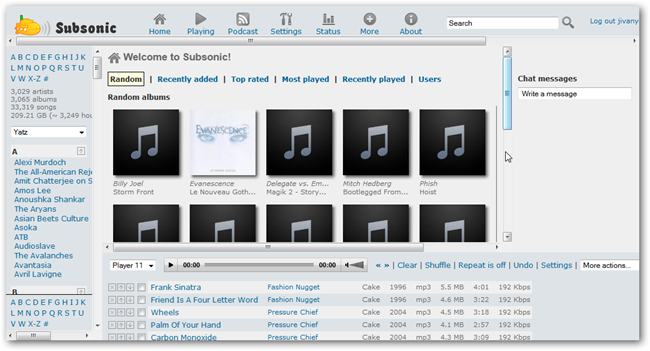 Subsonic
Home
Playing
Podcast
Settings
Status
More
About
Search
Log out jivany
A B C D E F G H I J K
L M N O P Q R S T U
V W X-Z #
3,029 artists
3,065 albums
33,319 songs
209.21 GB (~ 3,249 hou
Yatz
A
Alexi Murdoch
The All-American Reje
Amit Chatterjee on S
Amos Lee
Anoushka Shankar
The Aryans
Asian Beets Culture
Asoka
ATB
Audioslave
The Avalanches
Avantasia
Avril Lavigne
B
A B C D E F G H I J K
L M N O P Q R S T U
V W X-Z #
Welcome to Subsonic!
Random | Recently added | Top rated | Most played | Recently played | Users
Random albums
EVANESCENCE
Billy Joel
Storm Front
Evanescence
Le Nouveau Goth...
Delegate vs. Em...
Magik 2 - Story...
Mitch Hedberg
Bootlegged From...
Phish
Hoist
Chat messages
Write a message
Player 11
00:00
00:00
« » | Clear | Shuffle | Repeat is off | Undo | Settings | More actions...
Frank Sinatra Fashion Nugget Cake 1996 mp3 5.5 MB 4:01 192 Kbps
Friend Is A Four Letter Word Fashion Nugget Cake 1996 mp3 4.6 MB 3:22 192 Kbps
Wheels Pressure Chief Cake 2004 mp3 4.5 MB 3:18 192 Kbps
Palm Of Your Hand Pressure Chief Cake 2004 mp3 4.1 MB 2:57 192 Kbps
Carbon Monoxide Pressure Chief Cake 2004 mp3 4.4 MB 3:09 192 Kbps